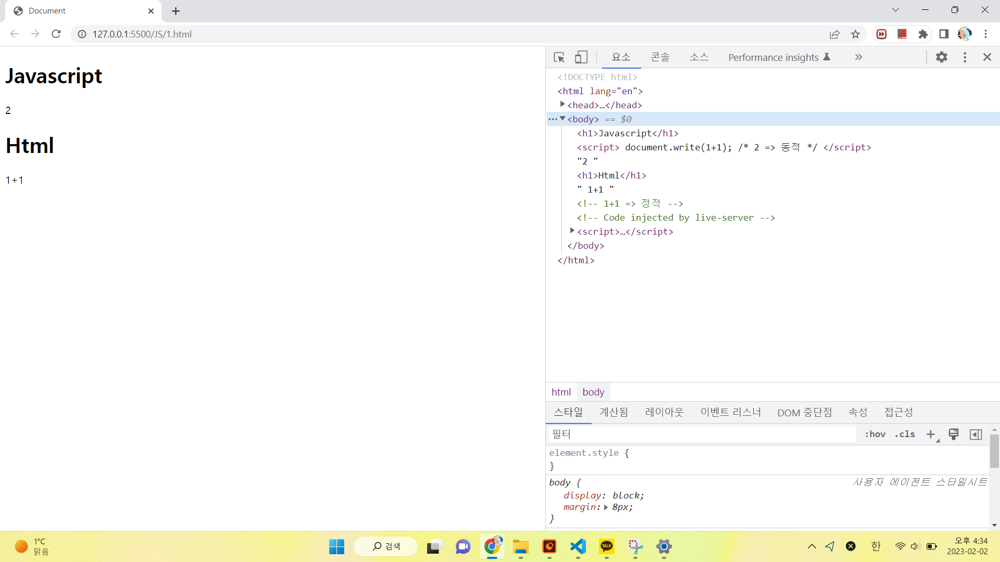 Document
127.0.0.1:5500/JS/1.html
Javascript
2
Html
1+1
요소 콘솔 소스 Performance insights
<!DOCTYPE html>
<html lang="en">
<head>…</head>
<body> == $0
<h1>Javascript</h1>
<script> document.write(1+1); /* 2 => 동적 */ </script>
"2 "
<h1>Html</h1>
" 1+1 "
<!-- 1+1 => 정적 -->
<!-- Code injected by live-server -->
<script>…</script>
</body>
</html>
html body
스타일 계산됨 레이아웃 이벤트 리스너 DOM 중단점 속성 접근성
필터 :hov .cls
element.style {
}
body { 사용자 에이전트 스타일시트
display: block;
margin: 8px;
}
1°C
맑음
검색
TALK
한
오후 4:34
2023-02-02